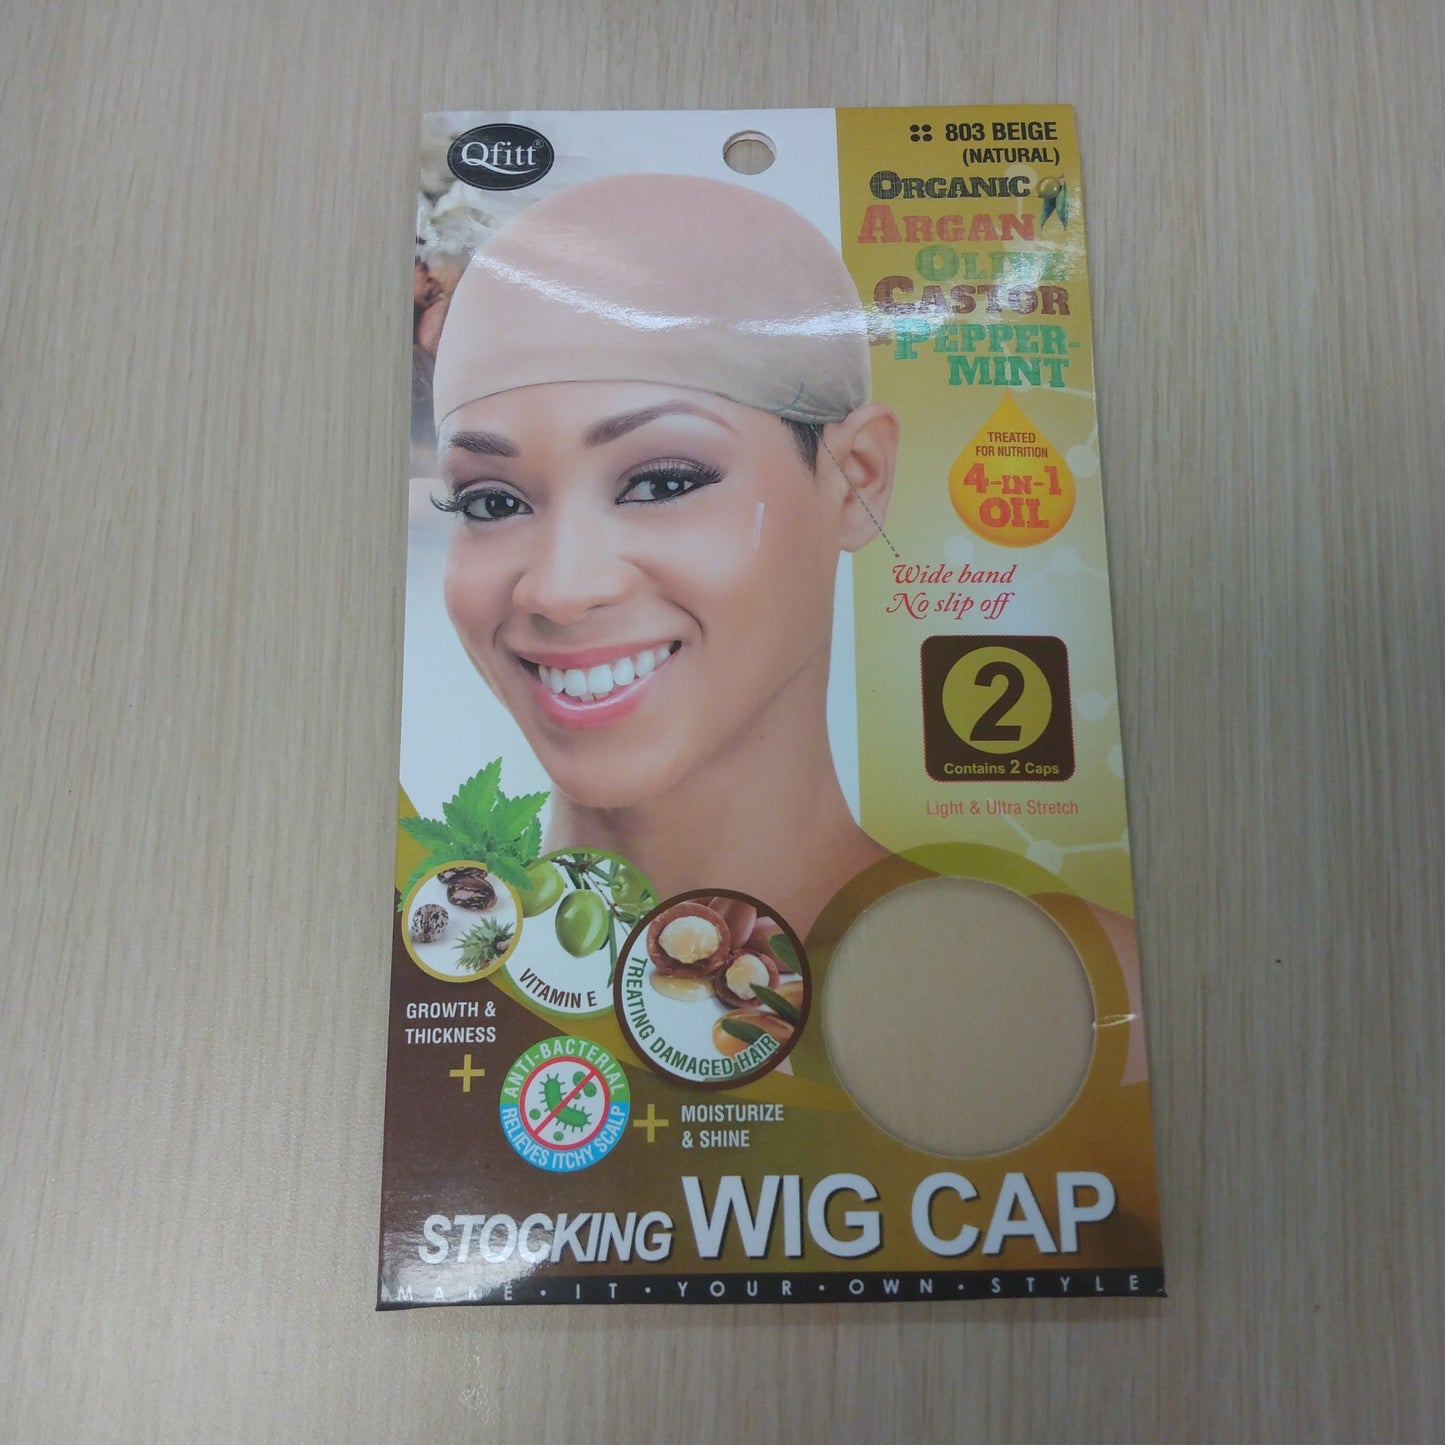 Qfitt®
803 BEIGE
(NATURAL)
ORGANIC
ARGAN
OLIVE
CASTOR
&PEPPER-
MINT
TREATED
FOR NUTRITION
4-IN-1
OIL
Wide band
No slip off
2
Contains 2 Caps
Light & Ultra Stretch
GROWTH &
THICKNESS
+
VITAMIN E
TREATING DAMAGED HAIR
ANTI-BACTERIAL
RELIEVES ITCHY SCALP
+
MOISTURIZE
& SHINE
STOCKING WIG CAP
MAKE • IT • YOUR • OWN • STYLE